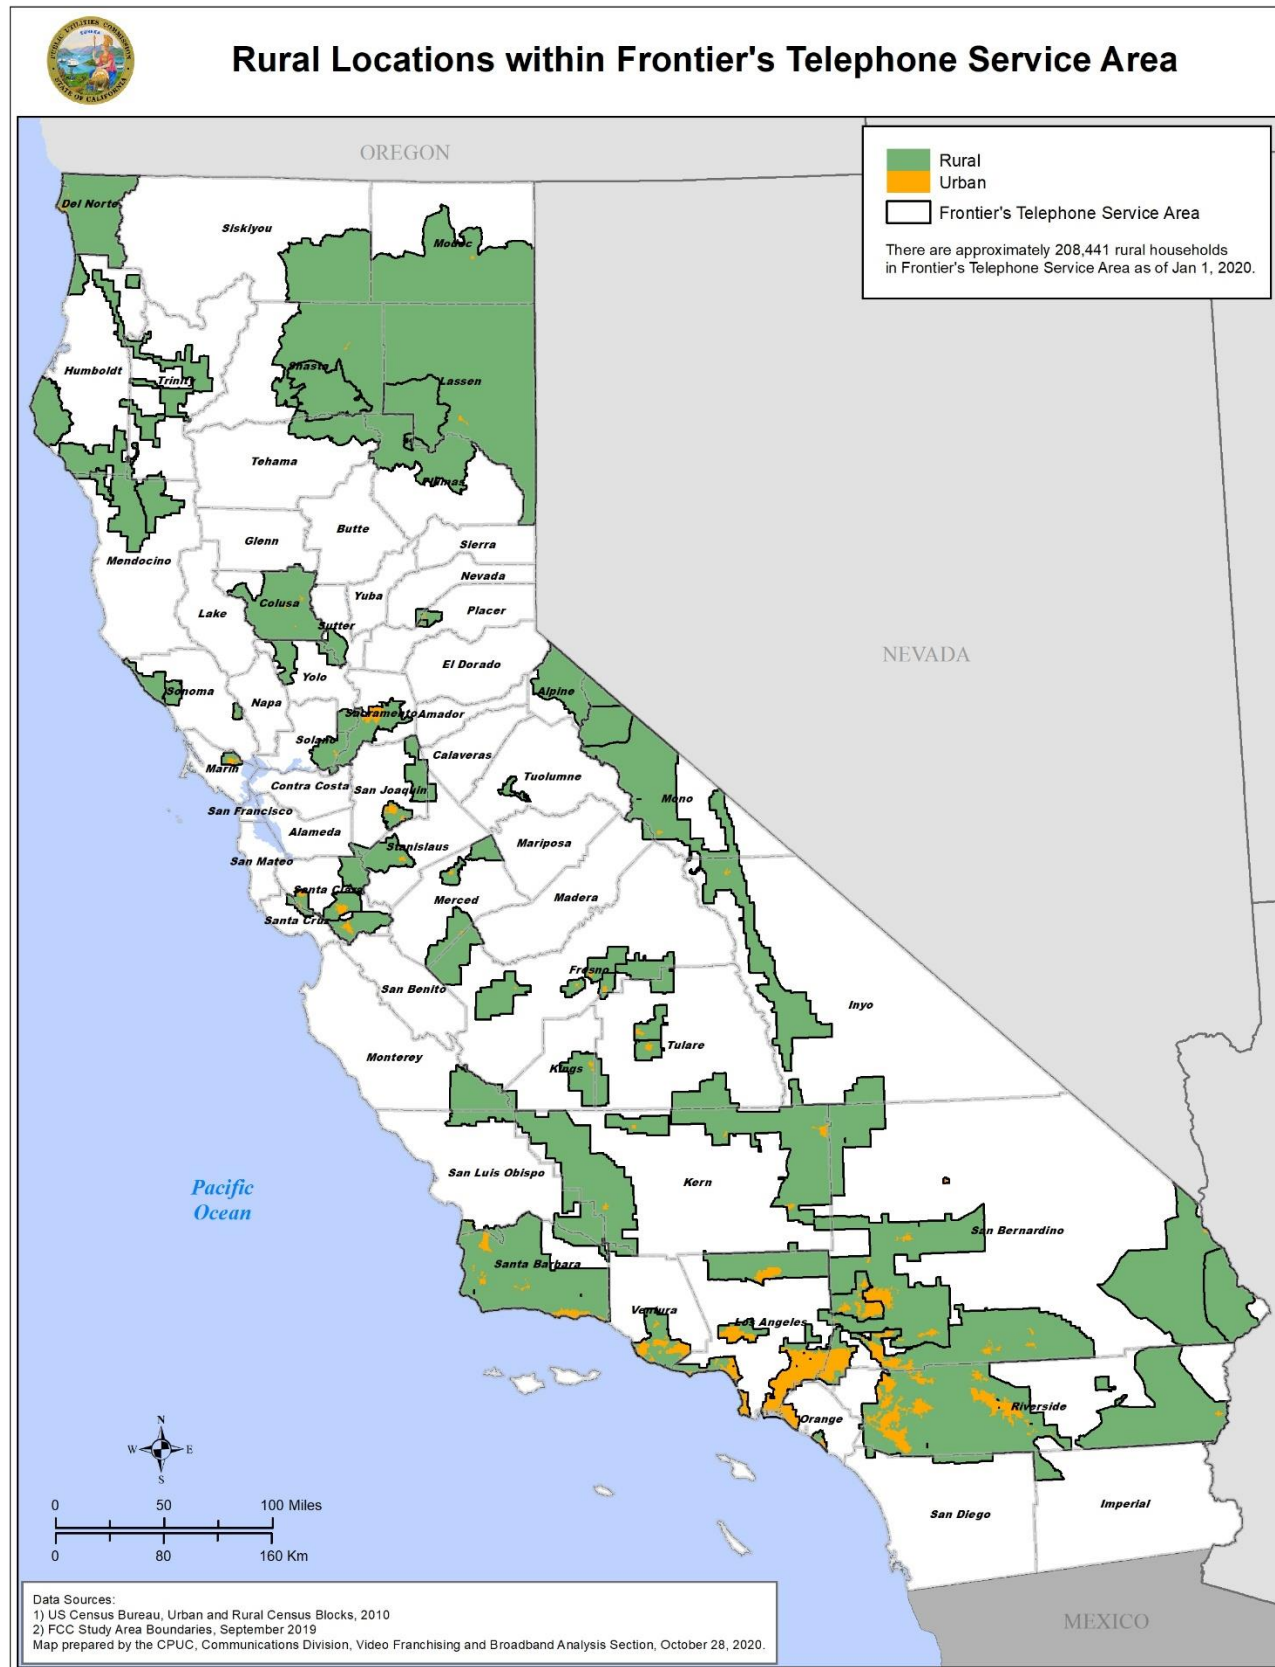 Rural Locations within Frontier's Telephone Service Area
PUBLIC UTILITIES COMMISSION
STATE OF CALIFORNIA
OREGON
Rural
Urban
Frontier's Telephone Service Area
There are approximately 208,441 rural households
in Frontier's Telephone Service Area as of Jan 1, 2020.
Del Norte
Siskiyou
Modoc
Humboldt
Trinity
Shasta
Lassen
Tehama
Plumas
Butte
Glenn
Sierra
Mendocino
Nevada
Yuba
Colusa
Lake
Placer
Sutter
NEVADA
El Dorado
Yolo
Sonoma
Alpine
Napa
Sacramento
Amador
Solano
Calaveras
Marin
Tuolumne
Contra Costa
San Joaquin
Mono
San Francisco
Alameda
Mariposa
Stanislaus
San Mateo
Santa Clara
Merced
Madera
Santa Cruz
Fresno
San Benito
Inyo
Tulare
Monterey
Kings
San Luis Obispo
Kern
Pacific
Ocean
San Bernardino
Santa Barbara
Ventura
Los Angeles
Riverside
Orange
N
W E
S
Imperial
San Diego
0 50 100 Miles
0 80 160 Km
MEXICO
Data Sources:
1) US Census Bureau, Urban and Rural Census Blocks, 2010
2) FCC Study Area Boundaries, September 2019
Map prepared by the CPUC, Communications Division, Video Franchising and Broadband Analysis Section, October 28, 2020.